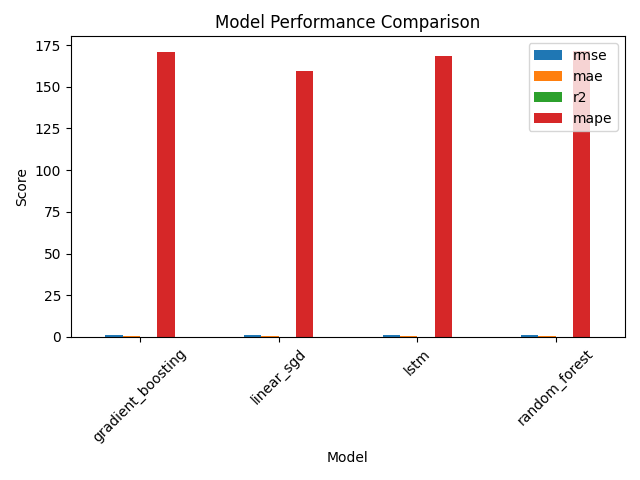 Model Performance Comparison
Score
175
150
125
100
75
50
25
0
rmse
mae
r2
mape
gradient_boosting
linear_sgd
lstm
random_forest
Model